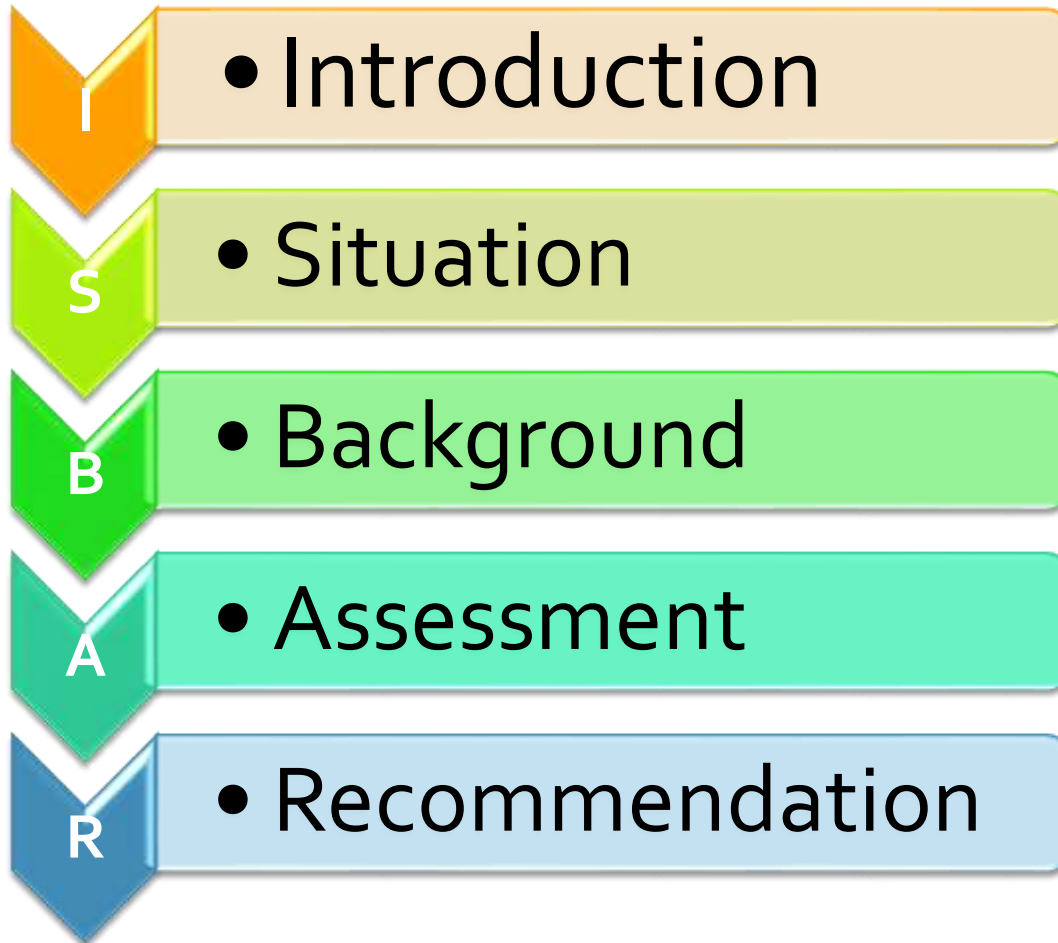 I
• Introduction
S
• Situation
B
• Background
A
• Assessment
R
• Recommendation